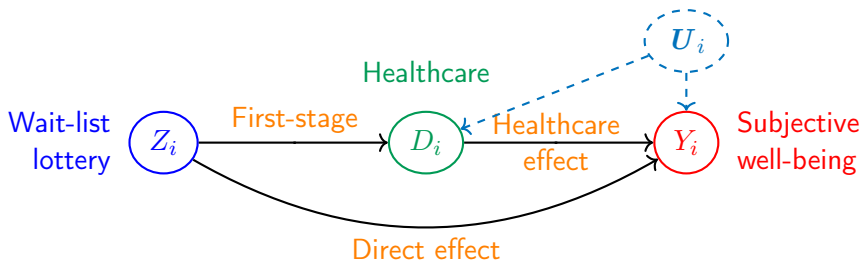 U_i
Healthcare
Wait-list
lottery
Z_i
First-stage
D_i
Healthcare
effect
Y_i
Subjective
well-being
Direct effect